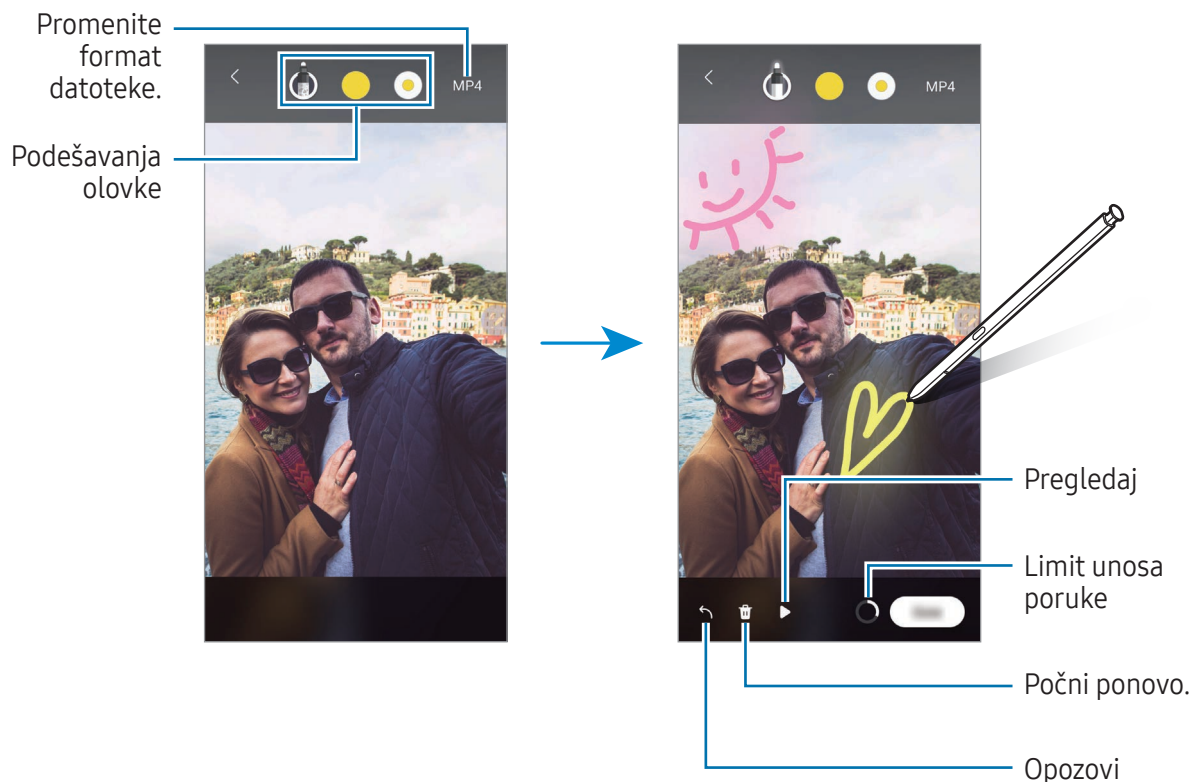 Promenite
format
datoteke.
MP4
Podešavanja
olovke
MP4
Pregledaj
Limit unosa
poruke
Počni ponovo.
Opozovi